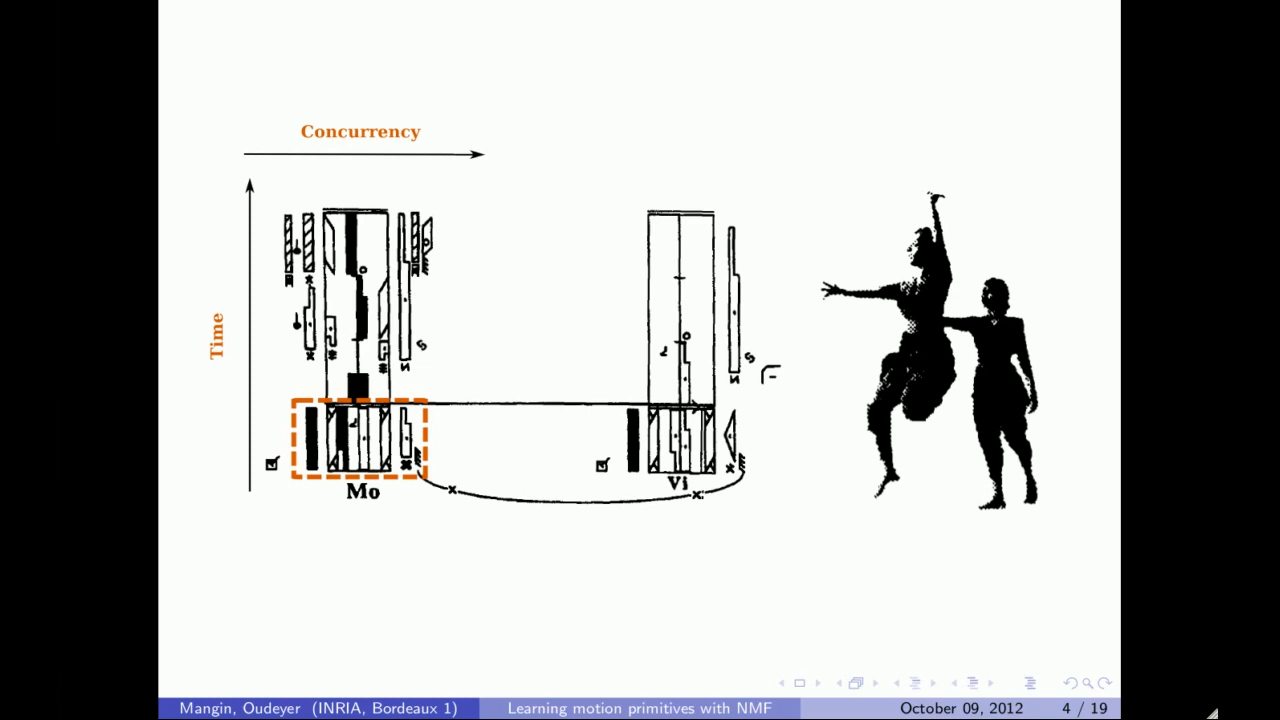 Concurrency
Time
Mo
Vi
Mangin, Oudeyer (INRIA, Bordeaux 1)
Learning motion primitives with NMF
October 09, 2012
4 / 19